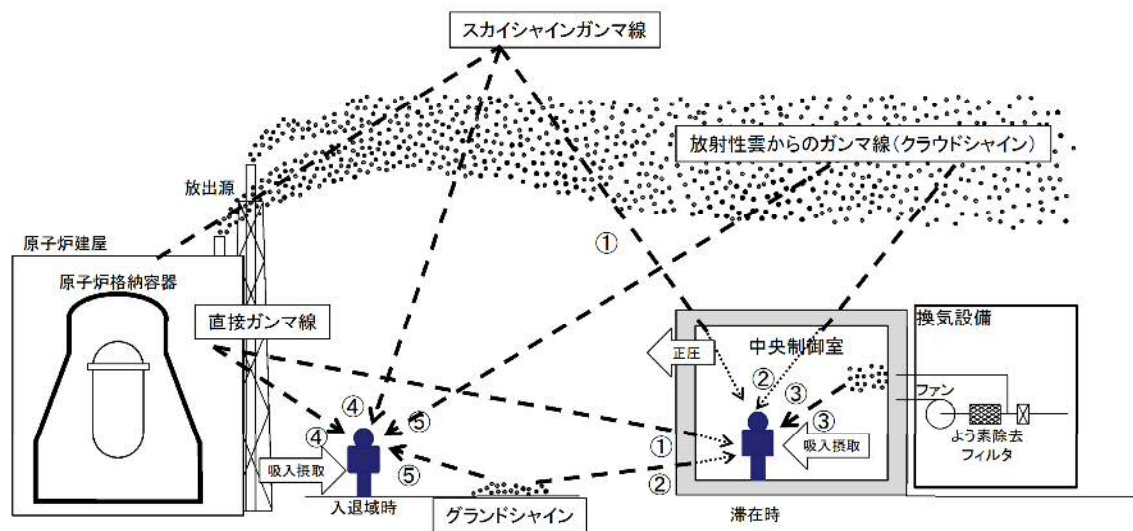 スカイシャインガンマ線
放射性雲からのガンマ線(クラウドシャイン)
放出源
①
原子炉建屋
原子炉格納容器
直接ガンマ線
換気設備
正圧
中央制御室
②
③
ファン
④
⑤
③
④
①
よう素除去
フィルタ
吸入摂取
吸入摂取
⑤
②
入退域時
グランドシャイン
滞在時